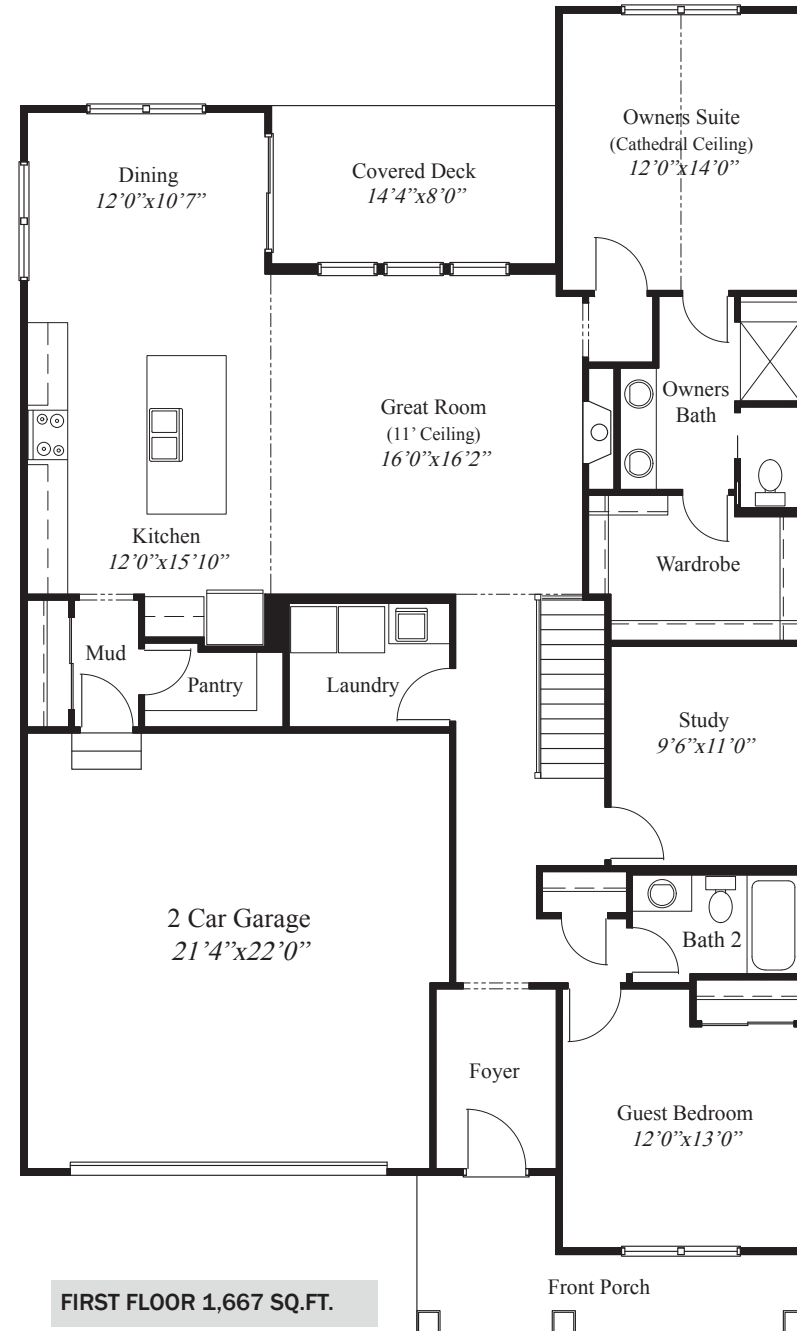 Owners Suite
(Cathedral Ceiling)
12’0”x14’0”
Dining
12’0”x10’7”
Covered Deck
14’4”x8’0”
Great Room
(11’ Ceiling)
16’0”x16’2”
Owners
Bath
Kitchen
12’0”x15’10”
Wardrobe
Mud
Pantry
Laundry
Study
9’6”x11’0”
2 Car Garage
21’4”x22’0”
Bath 2
Foyer
Guest Bedroom
12’0”x13’0”
Front Porch
FIRST FLOOR 1,667 SQ.FT.